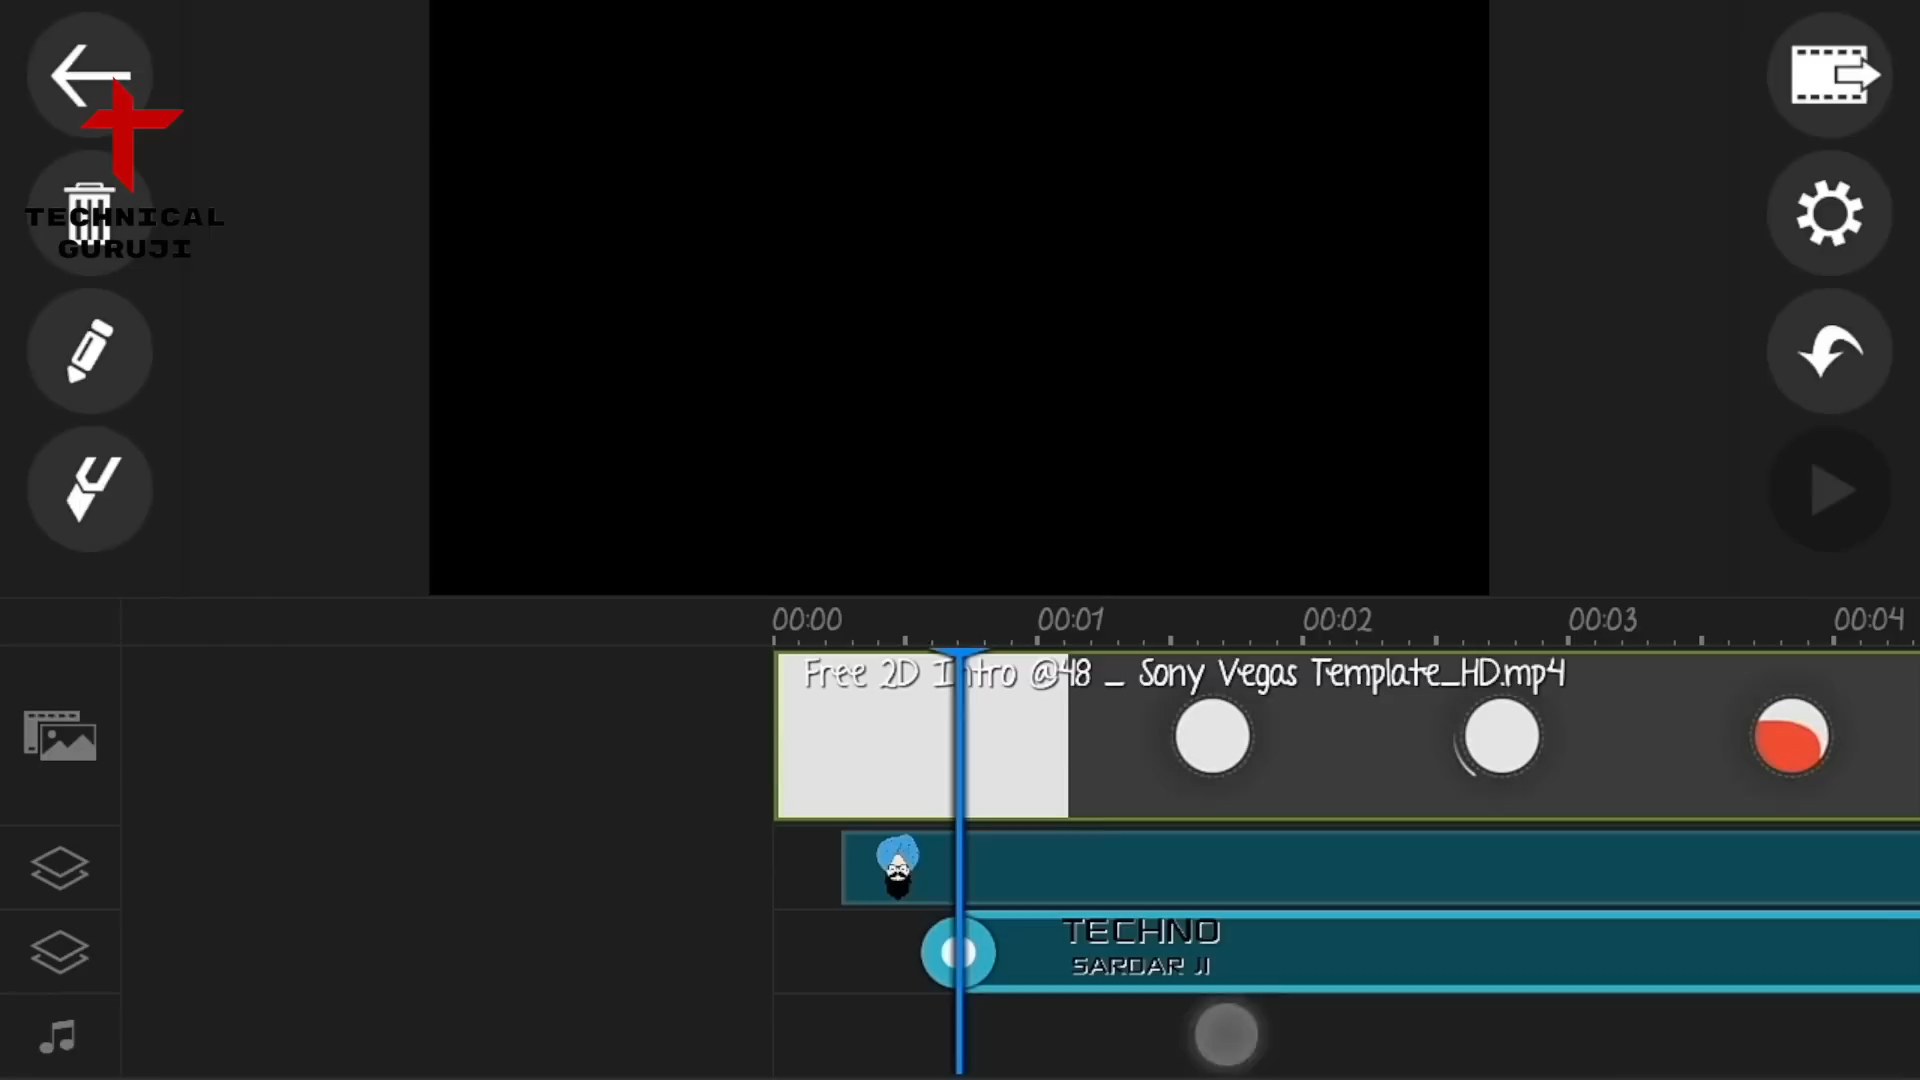 TECHNICAL
GURUJI
00:00 00:01 00:02 00:03 00:04
Free 2D Intro @48 _ Sony Vegas Template_HD.mp4
TECHNO
SARDAR JI